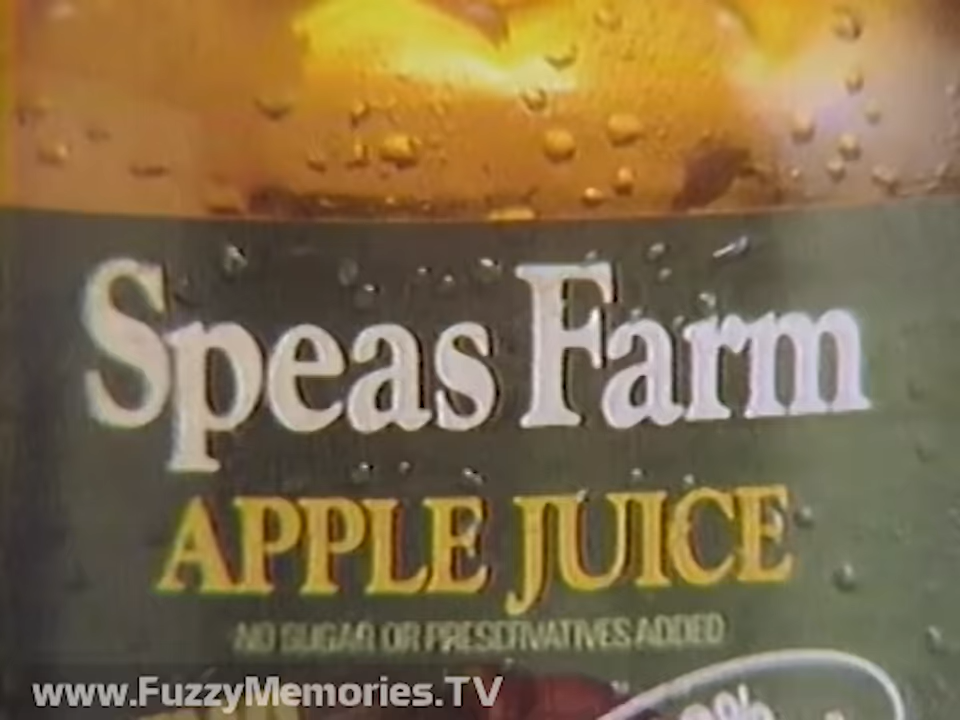 Speas Farm
APPLE JUICE
NO SUGAR OR PRESERVATIVES ADDED
%
www.FuzzyMemories.TV